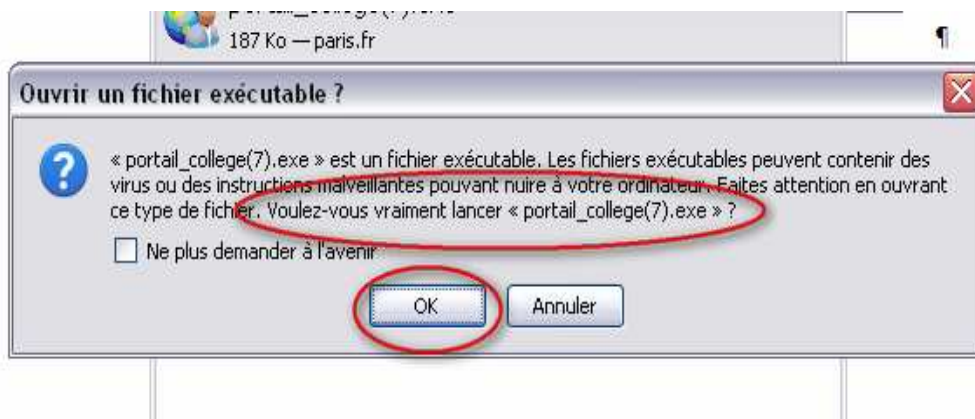 187 Ko — paris.fr
¶
Ouvrir un fichier exécutable ?
« portail_college(7).exe » est un fichier exécutable. Les fichiers exécutables peuvent contenir des
virus ou des instructions malveillantes pouvant nuire à votre ordinateur. Faites attention en ouvrant
ce type de fichier. Voulez-vous vraiment lancer « portail_college(7).exe » ?
Ne plus demander à l'avenir
OK
Annuler